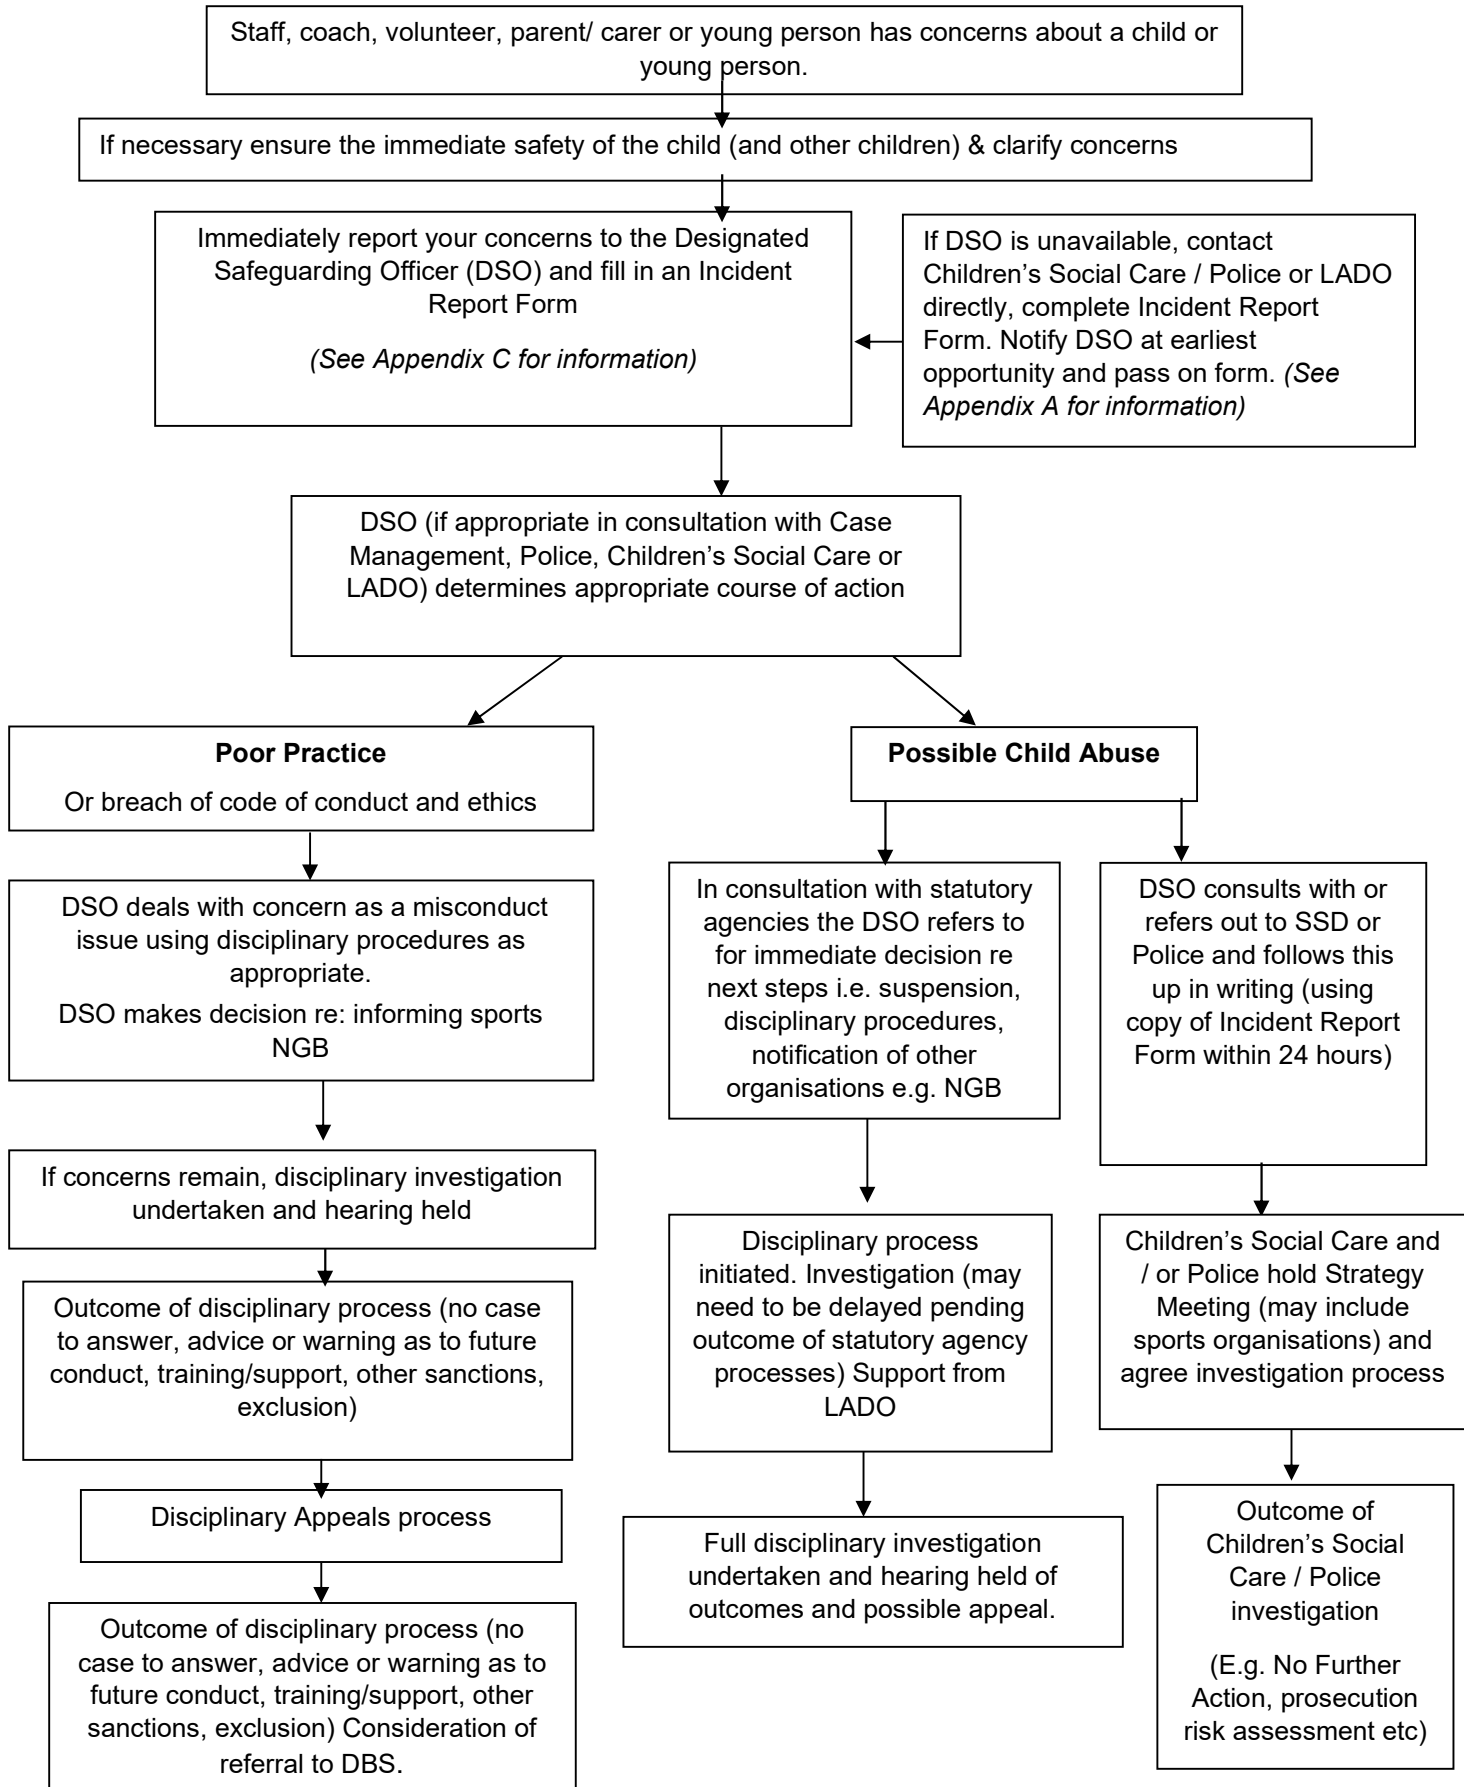 Staff, coach, volunteer, parent/ carer or young person has concerns about a child or
young person.
If necessary ensure the immediate safety of the child (and other children) & clarify concerns
Immediately report your concerns to the Designated
Safeguarding Officer (DSO) and fill in an Incident
Report Form
(See Appendix C for information)
If DSO is unavailable, contact
Children’s Social Care / Police or LADO
directly, complete Incident Report
Form. Notify DSO at earliest
opportunity and pass on form. (See
Appendix A for information)
DSO (if appropriate in consultation with Case
Management, Police, Children’s Social Care or
LADO) determines appropriate course of action
Poor Practice
Or breach of code of conduct and ethics
DSO deals with concern as a misconduct
issue using disciplinary procedures as
appropriate.
DSO makes decision re: informing sports
NGB
If concerns remain, disciplinary investigation
undertaken and hearing held
Outcome of disciplinary process (no case
to answer, advice or warning as to future
conduct, training/support, other sanctions,
exclusion)
Disciplinary Appeals process
Outcome of disciplinary process (no
case to answer, advice or warning as to
future conduct, training/support, other
sanctions, exclusion) Consideration of
referral to DBS.
Possible Child Abuse
In consultation with statutory
agencies the DSO refers to
for immediate decision re
next steps i.e. suspension,
disciplinary procedures,
notification of other
organisations e.g. NGB
Disciplinary process
initiated. Investigation (may
need to be delayed pending
outcome of statutory agency
processes) Support from
LADO
Full disciplinary investigation
undertaken and hearing held of
outcomes and possible appeal.
DSO consults with or
refers out to SSD or
Police and follows this
up in writing (using
copy of Incident Report
Form within 24 hours)
Children’s Social Care and
/ or Police hold Strategy
Meeting (may include
sports organisations) and
agree investigation process
Outcome of
Children’s Social
Care / Police
investigation
(E.g. No Further
Action, prosecution
risk assessment etc)